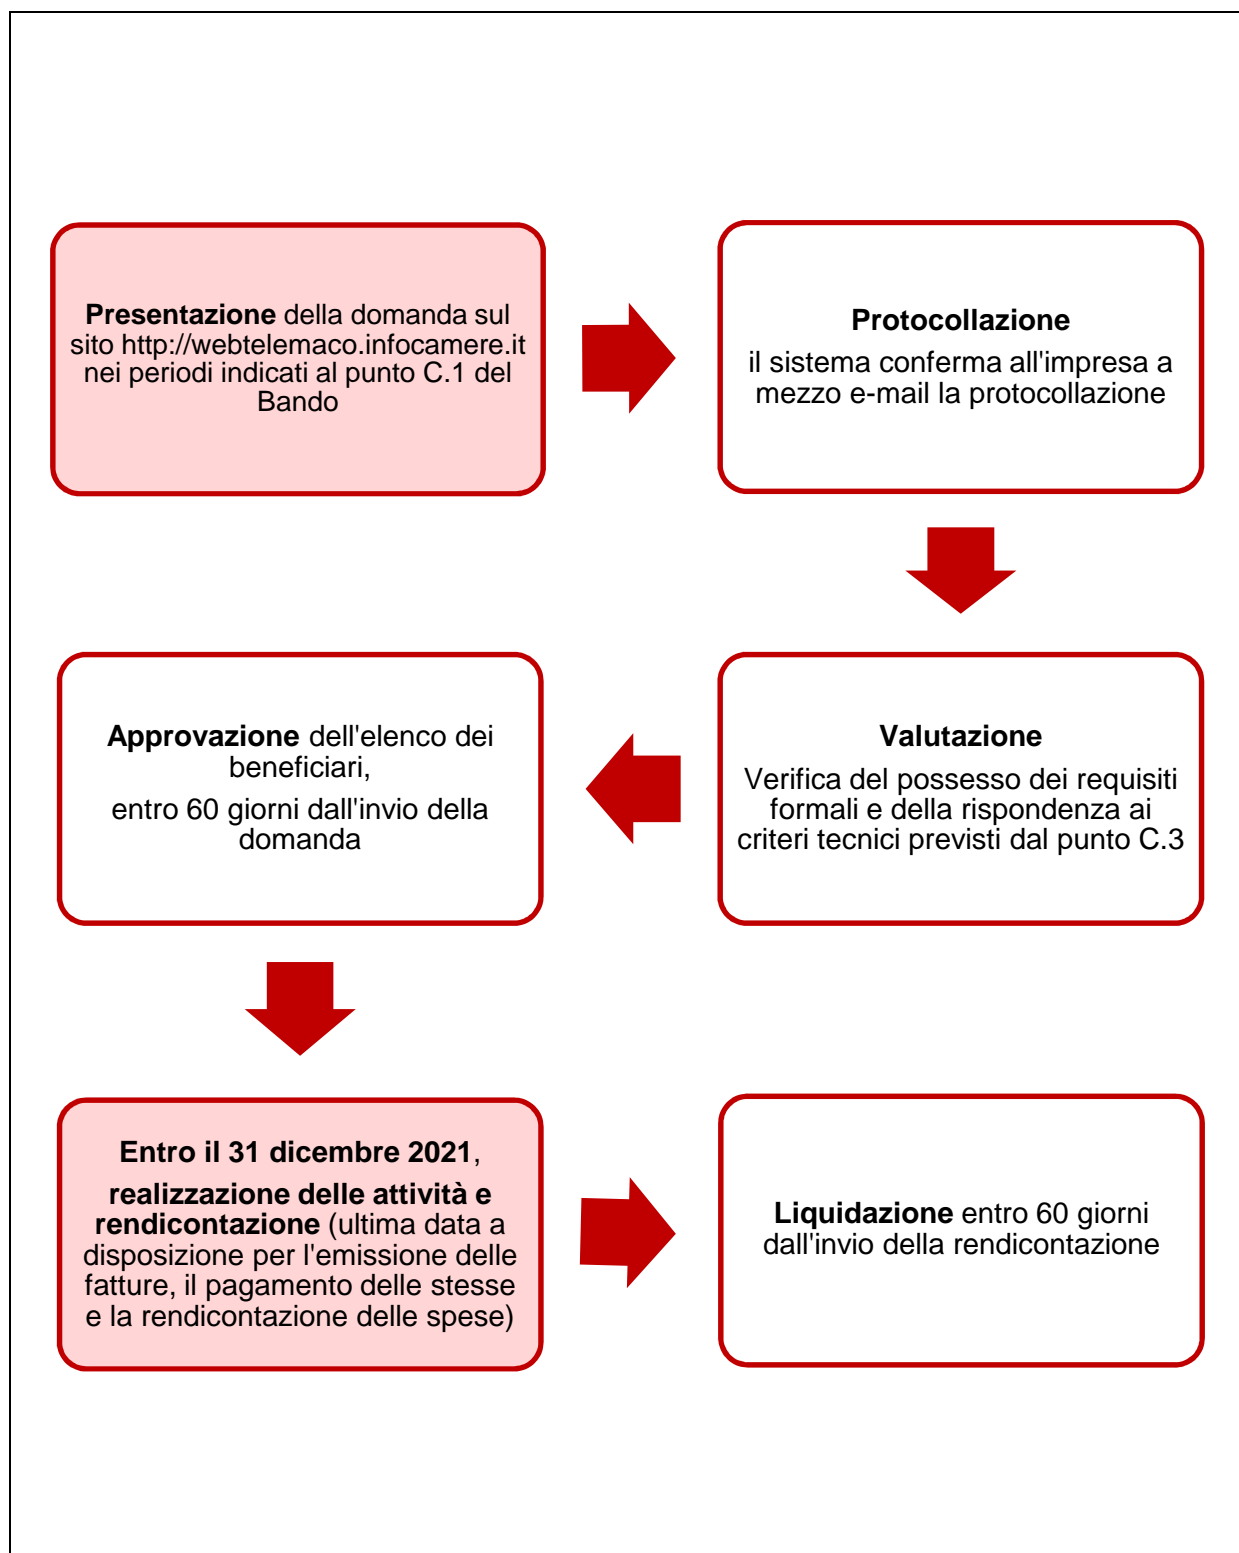 Presentazione della domanda sul
sito http://webtelemaco.infocamere.it
nei periodi indicati al punto C.1 del
Bando
Protocollazione
il sistema conferma all'impresa a
mezzo e-mail la protocollazione
Valutazione
Verifica del possesso dei requisiti
formali e della rispondenza ai
criteri tecnici previsti dal punto C.3
Approvazione dell'elenco dei
beneficiari,
entro 60 giorni dall'invio della
domanda
Entro il 31 dicembre 2021,
realizzazione delle attività e
rendicontazione (ultima data a
disposizione per l'emissione delle
fatture, il pagamento delle stesse
e la rendicontazione delle spese)
Liquidazione entro 60 giorni
dall'invio della rendicontazione